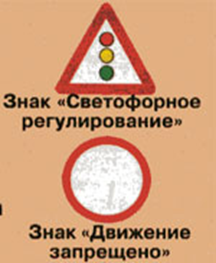 Знак «Светофорное
регулирование»
Знак «Движение
запрещено»